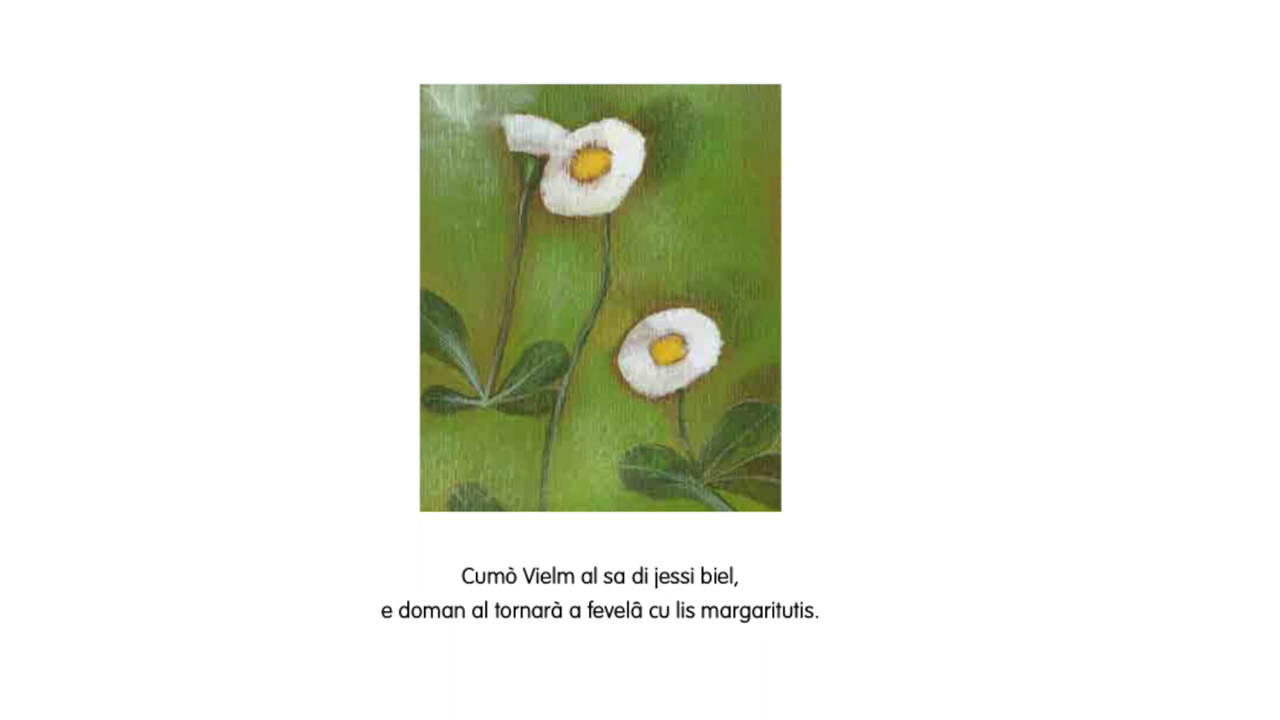 Cumò Vielm al sa di jessi biel,
e doman al tornarà a fevelâ cu lis margaritutis.